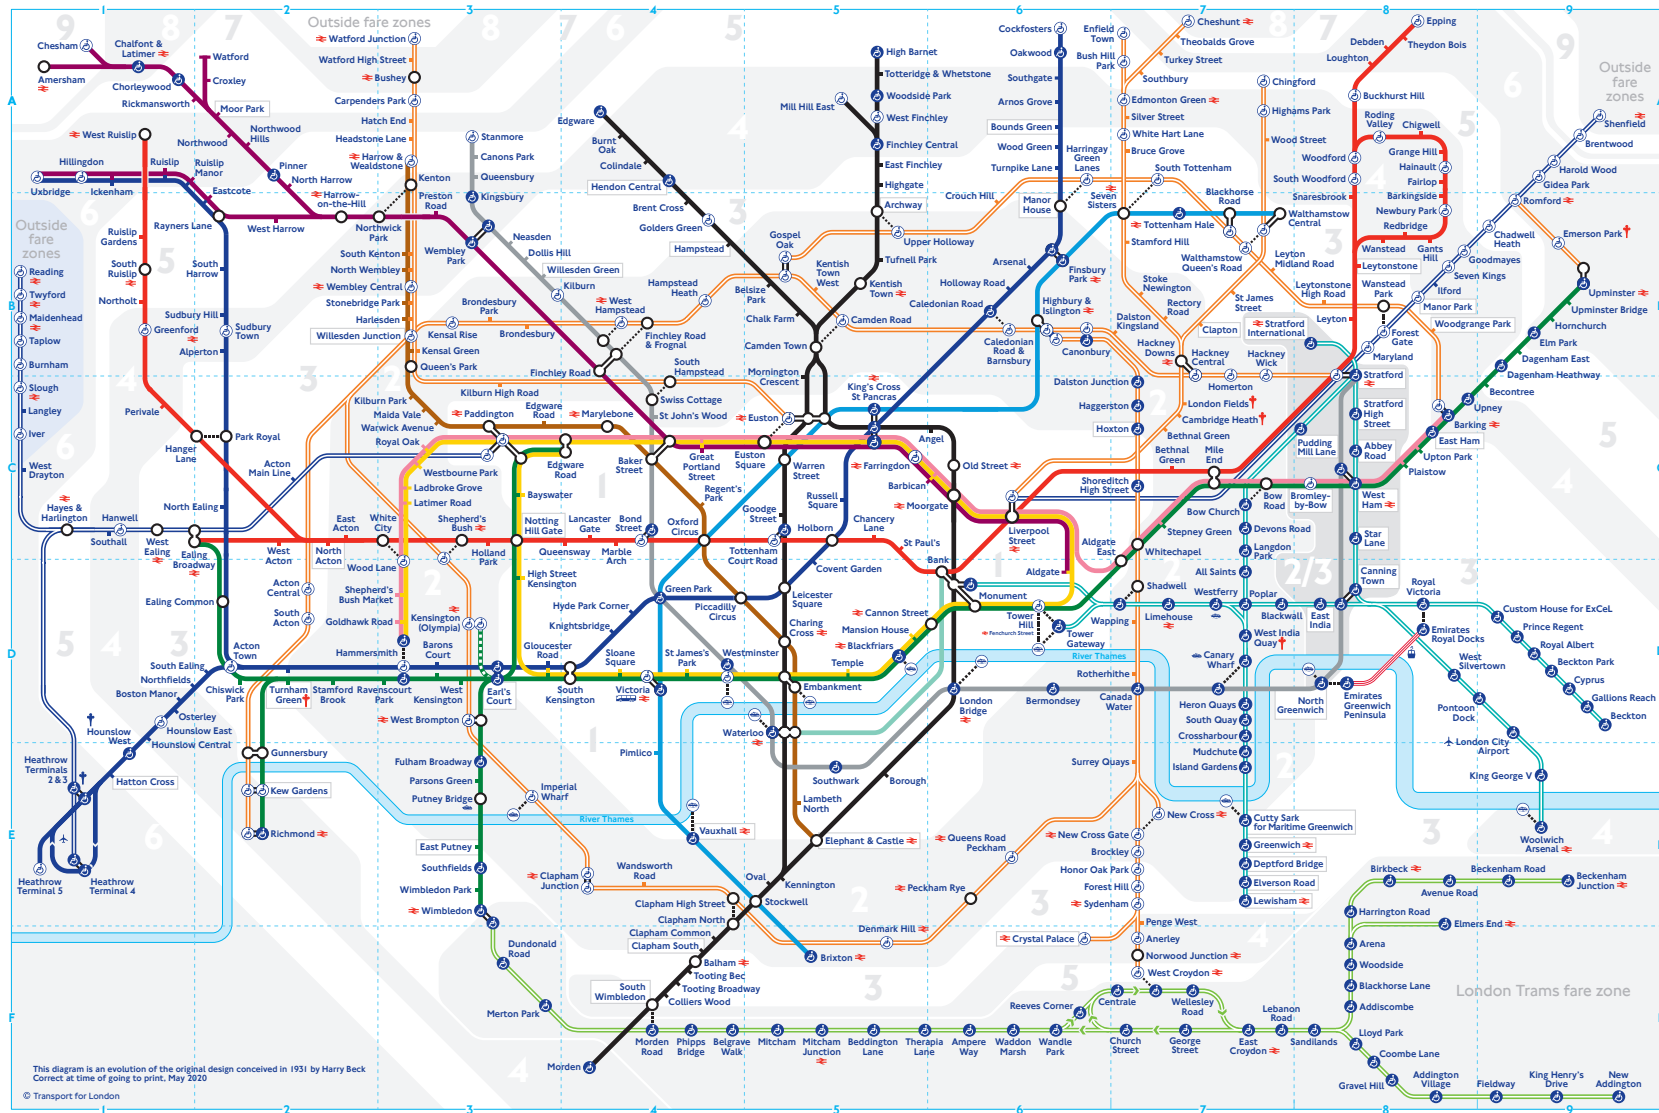 1
2
3
4
5
6
7
8
9
Outside fare zones
Chesham
Chalfont &
Latimer
Amersham
Chorleywood
Rickmansworth
Watford
Croxley
Moor Park
Northwood
Northwood
Hills
Pinner
North Harrow
Harrow-
on-the-Hill
West Harrow
Northwick
Park
Preston
Road
Watford Junction
Watford High Street
Bushey
Carpenders Park
Hatch End
Headstone Lane
Harrow &
Wealdstone
Kenton
South Kenton
North Wembley
Wembley Central
Stonebridge Park
Harlesden
Willesden Junction
Kensal Green
Queen's Park
Kilburn Park
Maida Vale
Warwick Avenue
Royal Oak
West Ruislip
Hillingdon
Uxbridge
Ickenham
Ruislip
Ruislip
Manor
Eastcote
Rayners Lane
Ruislip
Gardens
South
Ruislip
Northolt
Greenford
Perivale
Hanger
Lane
South
Harrow
Sudbury Hill
Sudbury
Town
Alperton
Park Royal
North Ealing
Stanmore
Canons Park
Queensbury
Kingsbury
Wembley
Park
Neasden
Dollis Hill
Willesden Green
Kilburn
West
Hampstead
Finchley Road
& Frognal
Finchley Road
Swiss Cottage
St John's Wood
South
Hampstead
Kilburn High Road
Brondesbury
Park
Brondesbury
Kensal Rise
Edgware
Burnt
Oak
Colindale
Hendon Central
Brent Cross
Golders Green
Hampstead
Belsize
Park
Chalk Farm
Camden Town
Mornington
Crescent
Euston
Hampstead
Heath
Gospel
Oak
Kentish
Town
West
Kentish
Town
Camden Road
Mill Hill East
High Barnet
Totteridge & Whetstone
Woodside Park
West Finchley
Finchley Central
East Finchley
Highgate
Archway
Upper Holloway
Tufnell Park
Crouch Hill
Cockfosters
Oakwood
Southgate
Arnos Grove
Bounds Green
Wood Green
Turnpike Lane
Harringay
Green
Lanes
Manor
House
Arsenal
Finsbury
Park
Holloway Road
Caledonian Road
Highbury &
Islington
Caledonian
Road &
Barnsbury
Canonbury
King's Cross
St Pancras
Angel
Enfield
Town
Bush Hill
Park
Cheshunt
Theobalds Grove
Turkey Street
Southbury
Edmonton Green
Silver Street
White Hart Lane
Bruce Grove
South Tottenham
Seven
Sisters
Tottenham Hale
Blackhorse
Road
Walthamstow
Central
Walthamstow
Queen's Road
Stamford Hill
Stoke
Newington
Rectory
Road
Clapton
St James
Street
Leyton
Midland Road
Leytonstone
High Road
Chingford
Highams Park
Wood Street
Dalston
Kingsland
Hackney
Downs
Hackney
Central
Hackney
Wick
Homerton
Stratford
International
Dalston Junction
Haggerston
Hoxton
London Fields
Cambridge Heath
Bethnal Green
Shoreditch
High Street
Epping
Theydon Bois
Debden
Loughton
Buckhurst Hill
Roding
Valley
Chigwell
Grange Hill
Hainault
Fairlop
Barkingside
Newbury Park
Redbridge
Gants
Hill
Wanstead
Woodford
South Woodford
Snaresbrook
Leytonstone
Leyton
Wanstead
Park
Forest
Gate
Maryland
Stratford
Manor Park
Woodgrange Park
Ilford
Seven Kings
Goodmayes
Chadwell
Heath
Romford
Gidea Park
Harold Wood
Brentwood
Shenfield
Emerson Park
Upminster
Upminster Bridge
Hornchurch
Elm Park
Dagenham East
Dagenham Heathway
Becontree
Upney
Barking
East Ham
Upton Park
Plaistow
Stratford
High
Street
Abbey
Road
West
Ham
Star
Lane
Canning
Town
Pudding
Mill Lane
Bow
Road
Bromley-
by-Bow
Bow Church
Devons Road
Langdon
Park
All Saints
Poplar
Westferry
Limehouse
Blackwall
East
India
Royal
Victoria
Custom House for ExCeL
Prince Regent
Royal Albert
Beckton Park
Cyprus
Gallions Reach
Beckton
Emirates
Royal Docks
Emirates
Greenwich
Peninsula
North
Greenwich
West
Silvertown
Pontoon
Dock
London City
Airport
King George V
Woolwich
Arsenal
West India
Quay
Canary
Wharf
Heron Quays
South Quay
Crossharbour
Mudchute
Island Gardens
Cutty Sark
for Maritime Greenwich
Greenwich
Deptford Bridge
Elverson Road
Lewisham
Outside
fare
zones
Reading
Twyford
Maidenhead
Taplow
Burnham
Slough
Langley
Iver
West
Drayton
Hayes &
Harlington
Southall
Hanwell
West
Ealing
Ealing
Broadway
Acton
Main Line
West
Acton
North
Acton
East
Acton
White
City
Shepherd's
Bush
Holland
Park
Notting
Hill Gate
Queensway
Lancaster
Gate
Marble
Arch
Bond
Street
Oxford
Circus
Tottenham
Court Road
Holborn
Chancery
Lane
St Paul's
Bank
Liverpool
Street
Bethnal
Green
Mile
End
Stepney Green
Whitechapel
Aldgate
East
Aldgate
Shadwell
Wapping
Rotherhithe
Canada
Water
Surrey Quays
Paddington
Edgware
Road
Marylebone
Edgware
Road
Baker
Street
Great
Portland
Street
Euston
Square
Warren
Street
Regent's
Park
Goodge
Street
Russell
Square
Farringdon
Barbican
Moorgate
Old Street
Westbourne Park
Ladbroke Grove
Latimer Road
Wood Lane
Shepherd's
Bush Market
Goldhawk Road
Hammersmith
Bayswater
High Street
Kensington
Kensington
(Olympia)
Acton
Central
South
Acton
Ealing Common
Acton
Town
South Ealing
Northfields
Boston Manor
Osterley
Hounslow East
Hounslow Central
Hounslow
West
Hatton Cross
Heathrow
Terminals
2 & 3
Heathrow
Terminal 5
Heathrow
Terminal 4
Chiswick
Park
Turnham
Green
Stamford
Brook
Ravenscourt
Park
West
Kensington
Barons
Court
Earl's
Court
Gloucester
Road
South
Kensington
Sloane
Square
Victoria
St James's
Park
Westminster
Embankment
Temple
Blackfriars
Mansion House
Cannon Street
Monument
Tower
Hill
Fenchurch Street
Tower
Gateway
Hyde Park Corner
Knightsbridge
Green Park
Piccadilly
Circus
Leicester
Square
Covent Garden
Charing
Cross
Waterloo
Southwark
London
Bridge
Bermondsey
Borough
Lambeth
North
Elephant & Castle
Kennington
Oval
Stockwell
Pimlico
Vauxhall
Brixton
Gunnersbury
Kew Gardens
Richmond
West Brompton
Fulham Broadway
Parsons Green
Putney Bridge
East Putney
Southfields
Wimbledon Park
Wimbledon
Imperial
Wharf
Clapham
Junction
Wandsworth
Road
Clapham High Street
Clapham North
Clapham Common
Clapham South
Balham
Tooting Bec
Tooting Broadway
Colliers Wood
South
Wimbledon
Morden
Denmark Hill
Peckham Rye
Queens Road
Peckham
New Cross Gate
New Cross
Brockley
Honor Oak Park
Forest Hill
Sydenham
Crystal Palace
Penge West
Anerley
Norwood Junction
West Croydon
River Thames
River Thames
Dundonald
Road
Merton Park
Morden
Road
Phipps
Bridge
Belgrave
Walk
Mitcham
Mitcham
Junction
Beddington
Lane
Therapia
Lane
Ampere
Way
Waddon
Marsh
Wandle
Park
Reeves Corner
Centrale
Wellesley
Road
Church
Street
George
Street
East
Croydon
Lebanon
Road
Sandilands
Lloyd Park
Coombe Lane
Gravel Hill
Addington
Village
Fieldway
King Henry's
Drive
New
Addington
Addiscombe
Blackhorse Lane
Woodside
Arena
Elmers End
Harrington Road
Birkbeck
Avenue Road
Beckenham Road
Beckenham
Junction
London Trams fare zone
Outside
fare
zones
2/3
A
B
C
D
E
F
This diagram is an evolution of the original design conceived in 1931 by Harry Beck
Correct at time of going to print, May 2020
© Transport for London